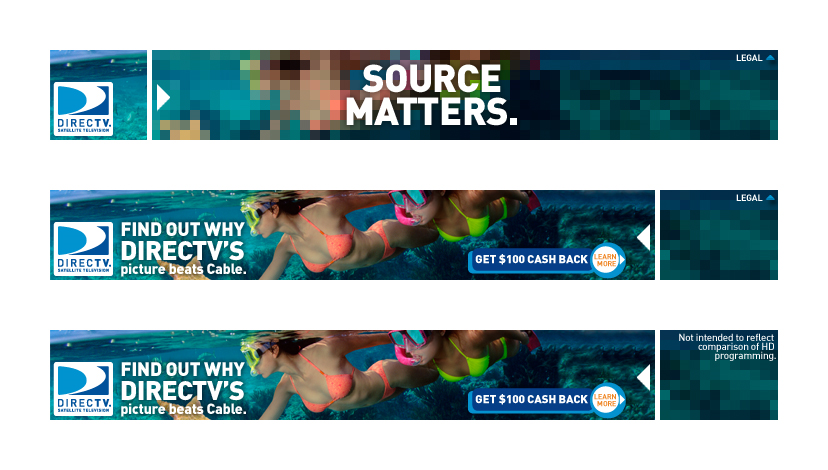 LEGAL
SOURCE
MATTERS.
DIRECTV.
SATELLITE TELEVISION
LEGAL
FIND OUT WHY
DIRECTV'S
picture beats Cable.
DIRECTV.
SATELLITE TELEVISION
GET $100 CASH BACK
LEARN
MORE
Not intended to reflect
comparison of HD
programming.
FIND OUT WHY
DIRECTV'S
picture beats Cable.
DIRECTV.
SATELLITE TELEVISION
GET $100 CASH BACK
LEARN
MORE